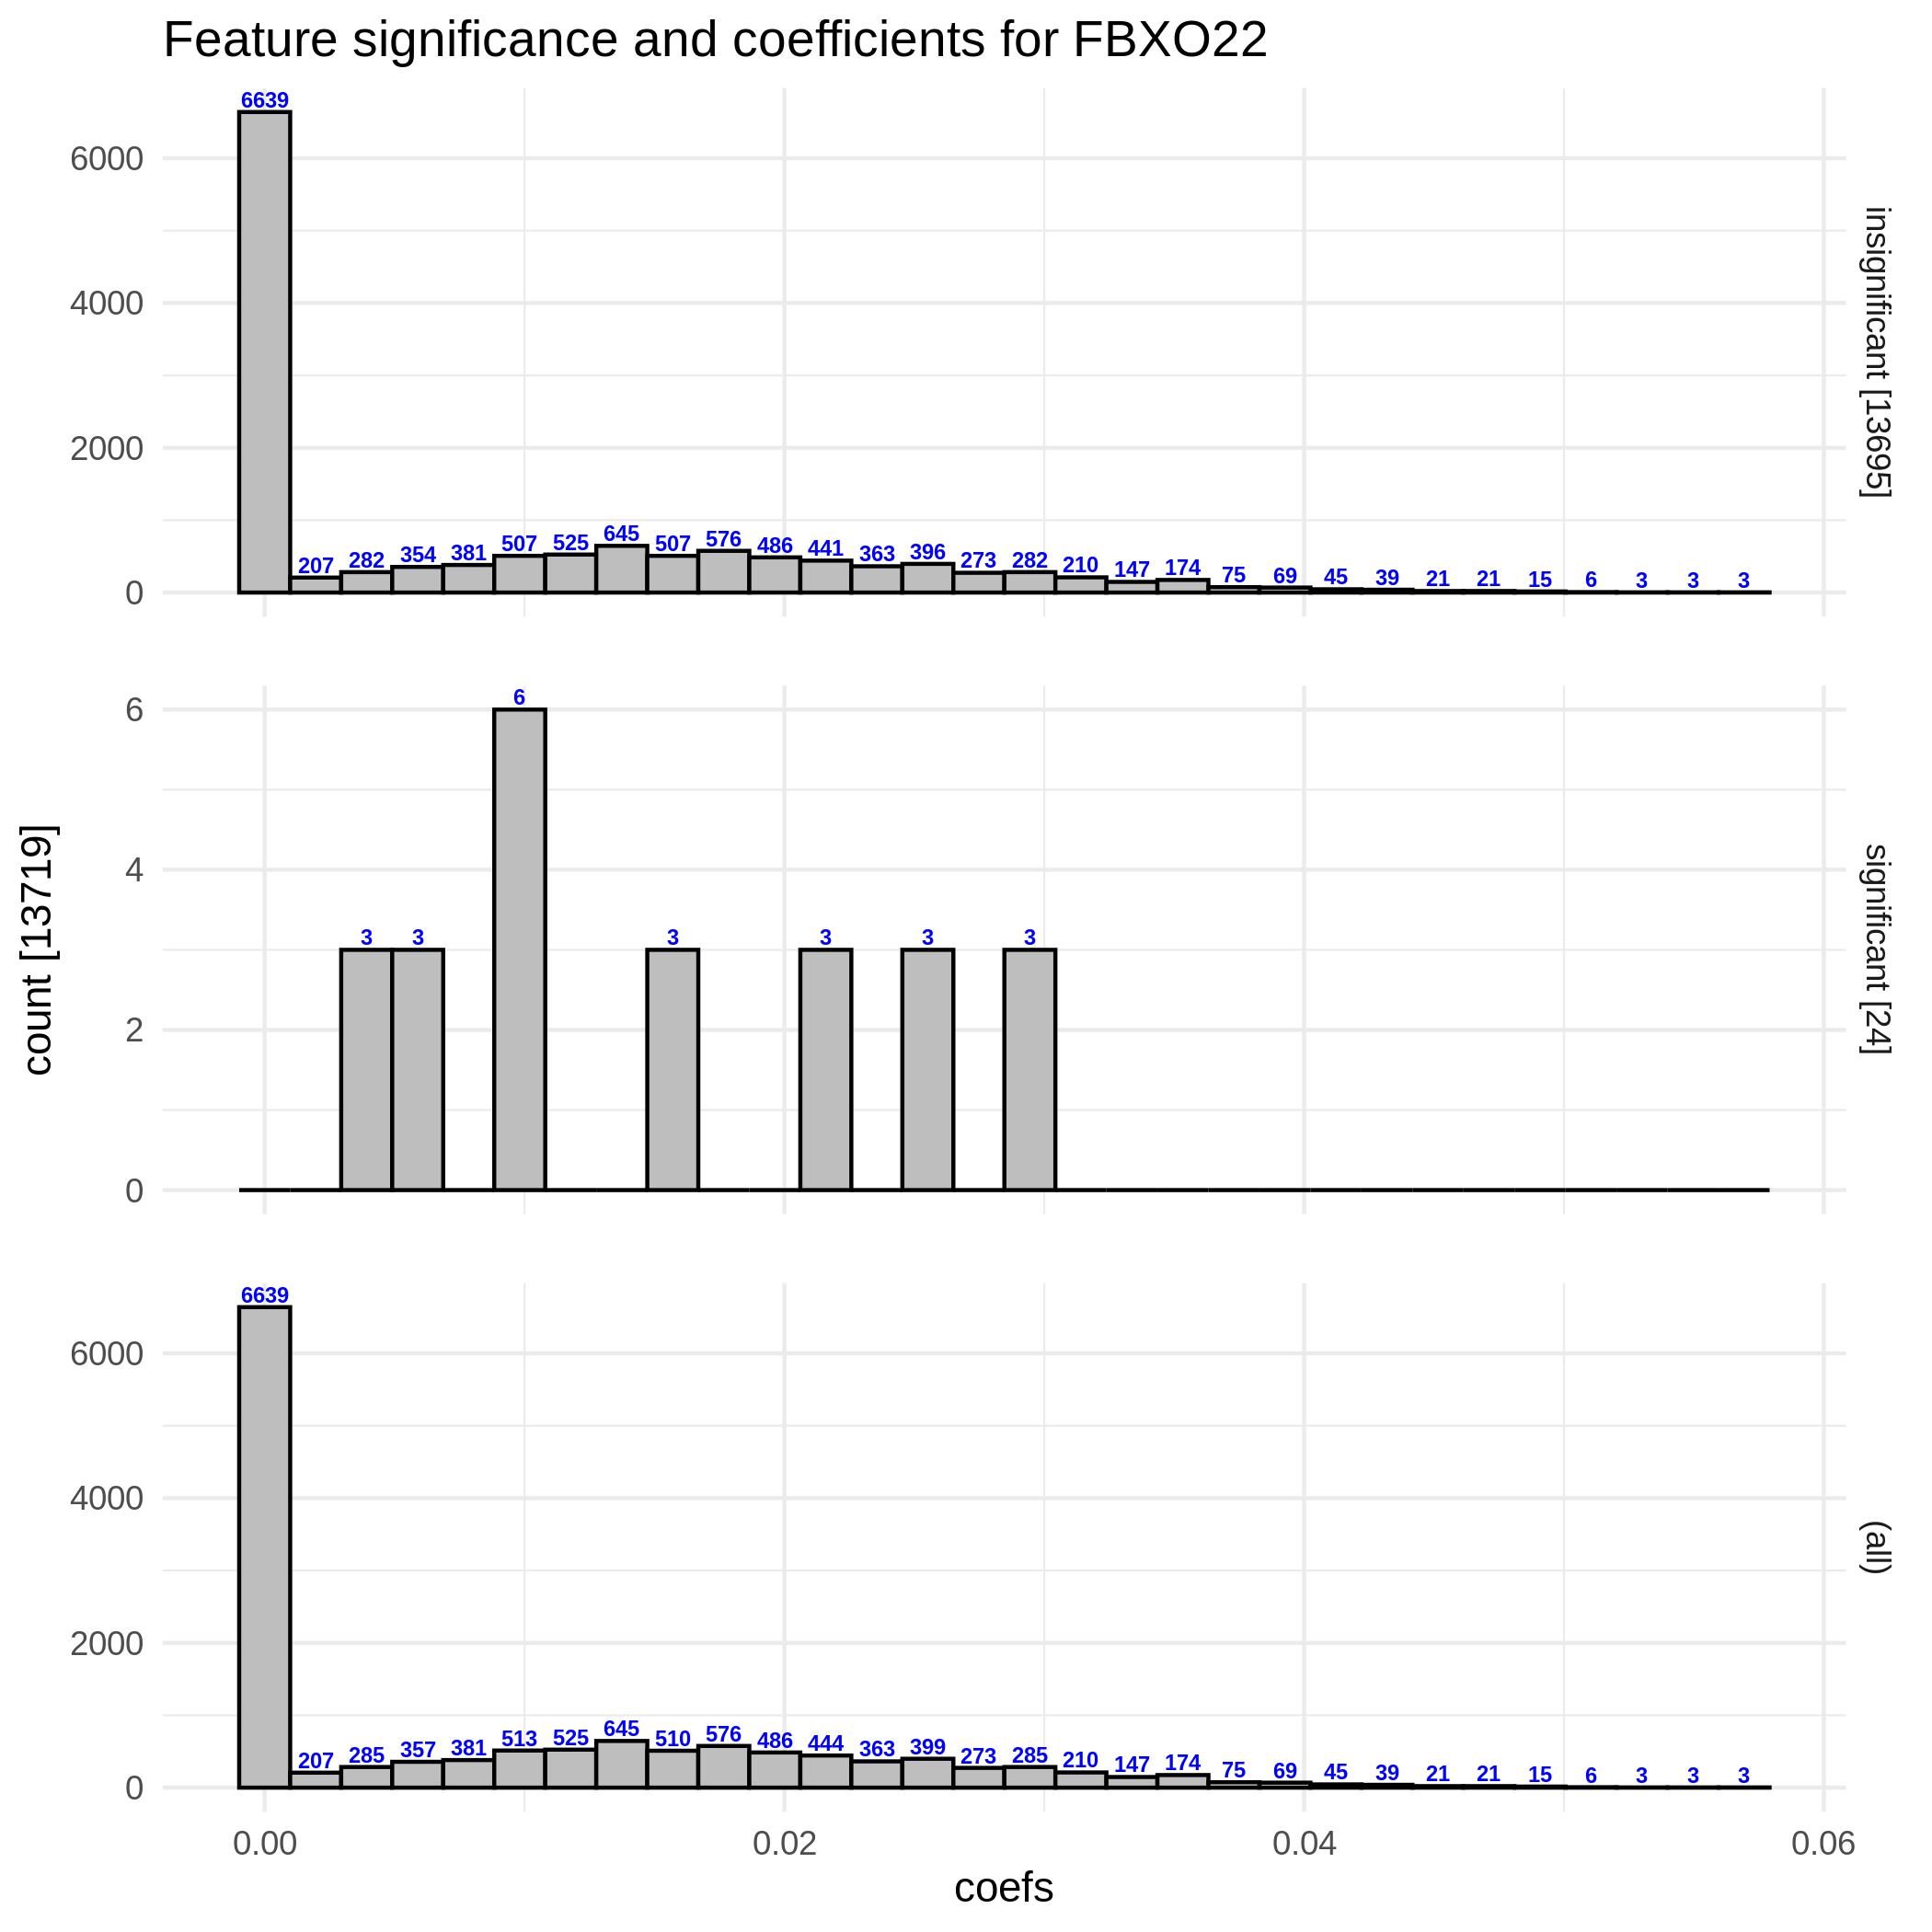 Feature significance and coefficients for FBXO22
6639
207 282 354 381 507 525 645 507 576 486 441 363 396 273 282 210 147 174 75 69 45 39 21 21 15 6 3 3 3
6000
4000
2000
0
insignificant [13695]
6
3 3 3 3 3 3
6
4
2
0
significant [24]
count [13719]
6639
207 285 357 381 513 525 645 510 576 486 444 363 399 273 285 210 147 174 75 69 45 39 21 21 15 6 3 3 3
6000
4000
2000
0
(all)
0.00 0.02 0.04 0.06
coefs